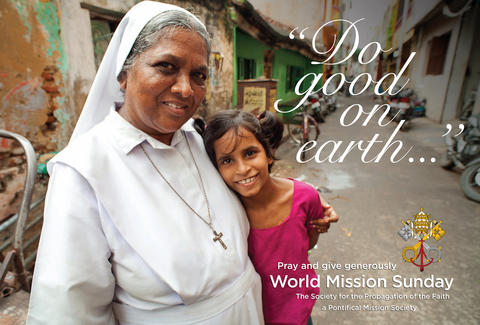 “Do
good
on
earth...”
Pray and give generously
World Mission Sunday
The Society for the Propagation of the Faith
a Pontifical Mission Society